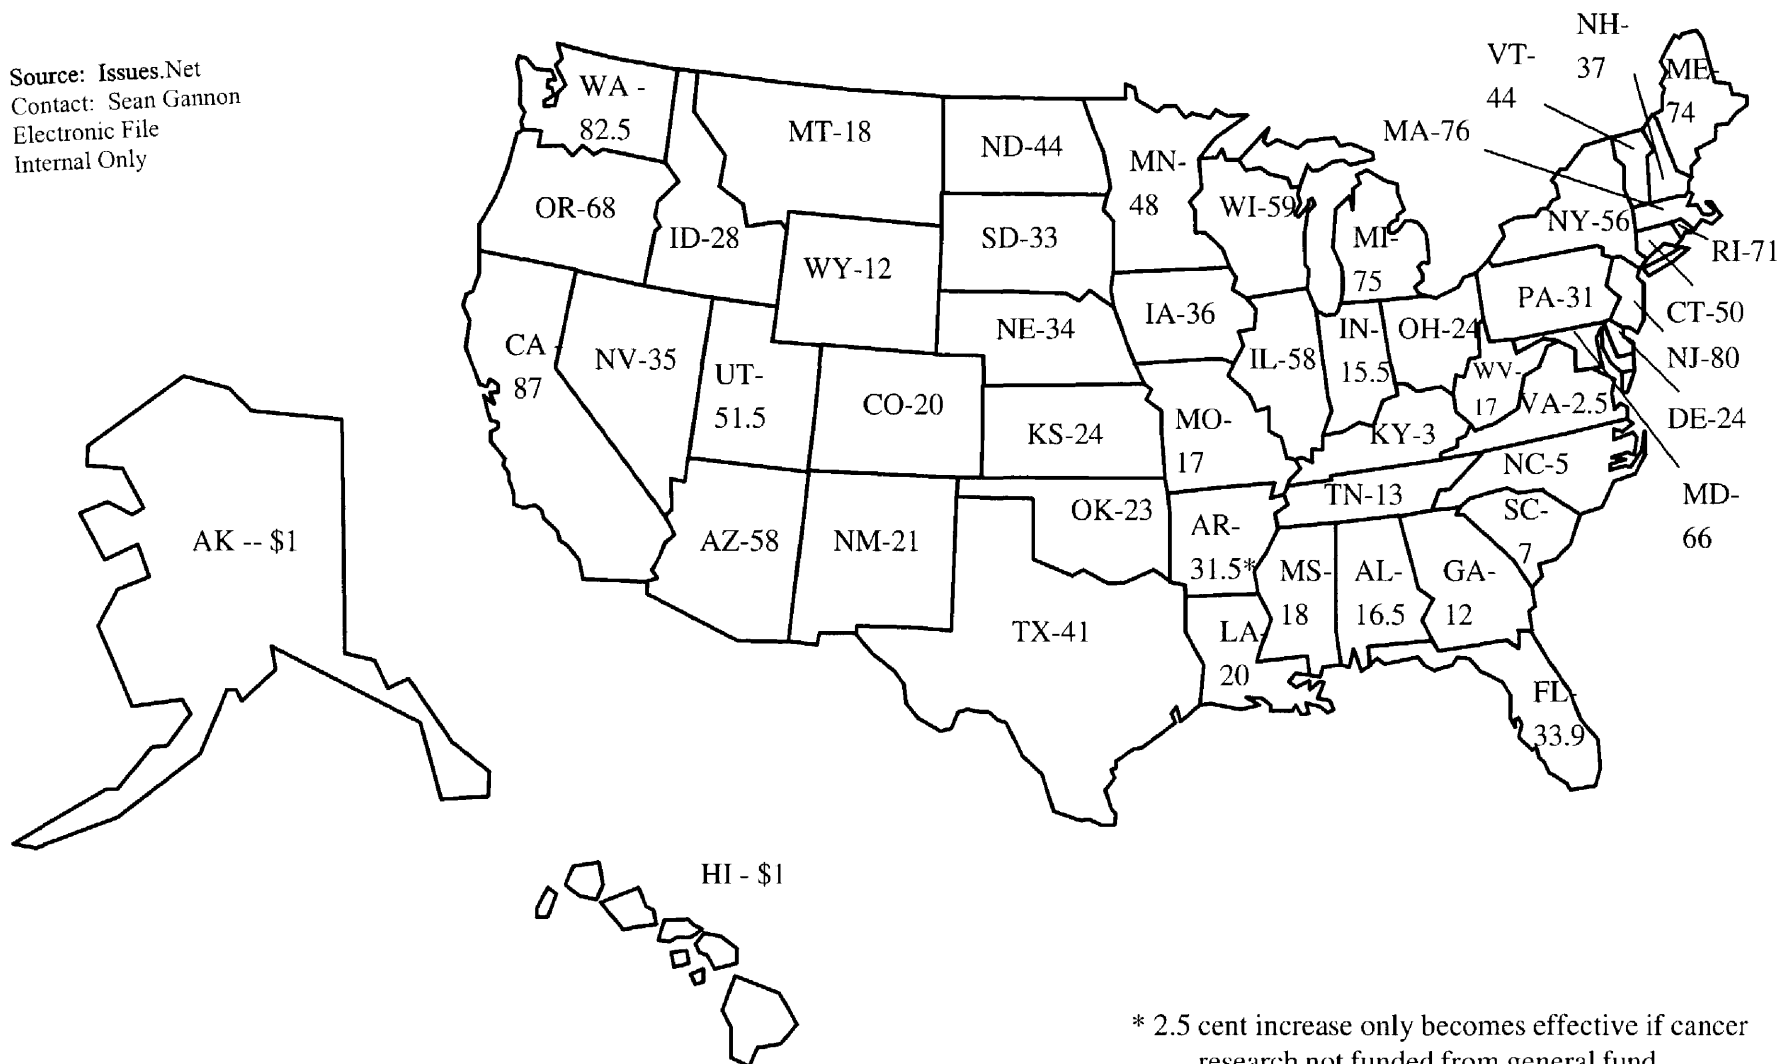 Source: Issues.Net
Contact: Sean Gannon
Electronic File
Internal Only
NH-
37
VT-
44
ME-
74
MA-76
WA -
82.5
MT-18
ND-44
MN-
48
OR-68
ID-28
WY-12
SD-33
WI-59
MI-
75
NY-56
RI-71
CT-50
PA-31
NJ-80
DE-24
MD-
66
CA -
87
NV-35
UT-
51.5
CO-20
NE-34
KS-24
IA-36
MO-
17
IL-58
IN-
15.5
OH-24
WV-
17
VA-2.5
KY-3
NC-5
TN-13
SC-
7
AZ-58
NM-21
OK-23
AR-
31.5*
TX-41
LA-
20
MS-
18
AL-
16.5
GA-
12
FL-
33.9
AK -- $1
HI - $1
* 2.5 cent increase only becomes effective if cancer
research not funded from general fund